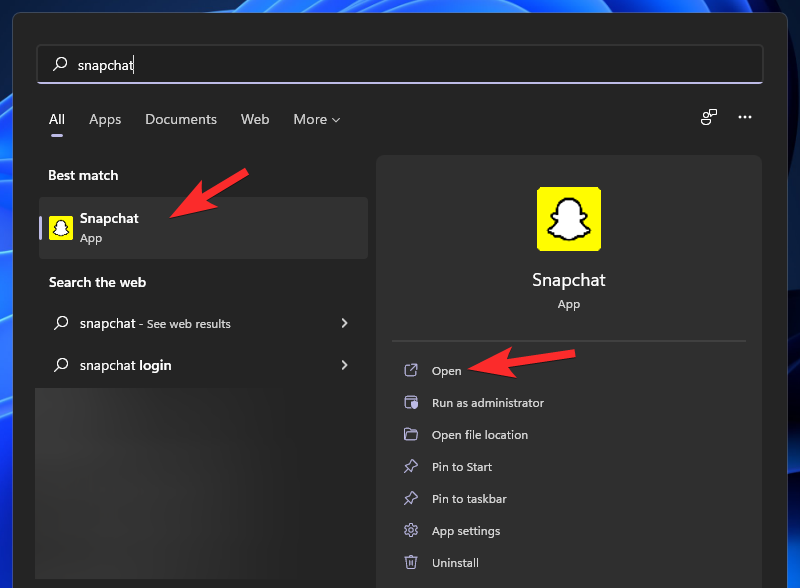 snapchat
All Apps Documents Web More
Best match
Snapchat
App
Search the web
snapchat - See web results
snapchat login
Snapchat
App
Open
Run as administrator
Open file location
Pin to Start
Pin to taskbar
App settings
Uninstall